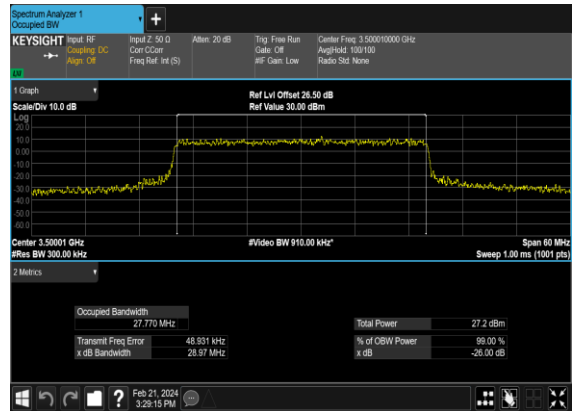 Spectrum Analyzer 1
Occupied BW
+
KEYSIGHT Input: RF Input Z: 50 Ω Atten: 20 dB Trig: Free Run Center Freq: 3.500010000 GHz
Coupling: DC Corr CCorr Gate: Off Avg|Hold: 100/100
Align: Off Freq Ref: Int (S) #IF Gain: Low Radio Std: None
1 Graph
Ref Lvl Offset 26.50 dB
Scale/Div 10.0 dB Ref Value 30.00 dBm
Log
20.0
10.0
0.00
-10.0
-20.0
-30.0
-40.0
-50.0
-60.0
Center 3.50001 GHz #Video BW 910.00 kHz* Span 60 MHz
#Res BW 300.00 kHz Sweep 1.00 ms (1001 pts)
2 Metrics
Occupied Bandwidth
27.770 MHz Total Power 27.2 dBm
Transmit Freq Error 48.931 kHz % of OBW Power 99.00 %
x dB Bandwidth 28.97 MHz x dB -26.00 dB
? Feb 21, 2024
3:29:15 PM